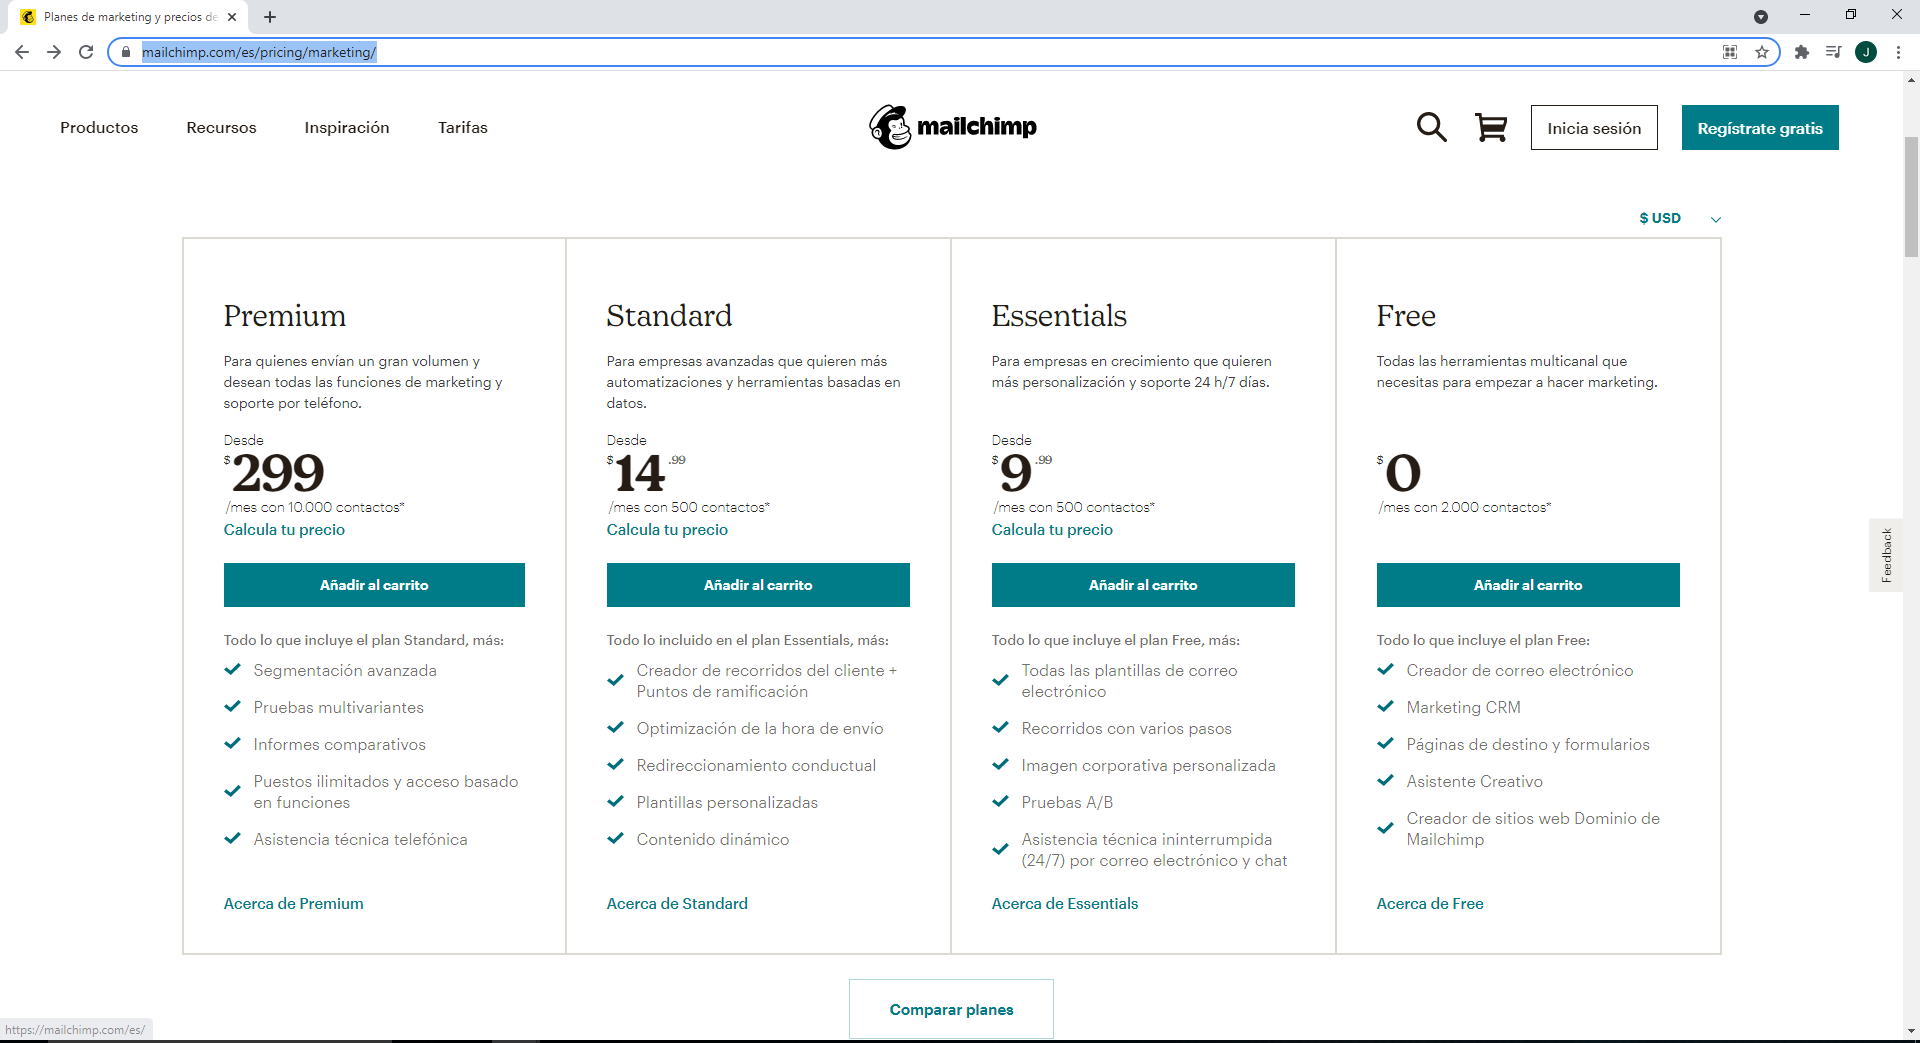 Planes de marketing y precios de
mailchimp.com/es/pricing/marketing/
J
Productos
Recursos
Inspiración
Tarifas
mailchimp
Inicia sesión
Regístrate gratis
$ USD
Premium
Para quienes envían un gran volumen y
desean todas las funciones de marketing y
soporte por teléfono.
Desde
$299
/mes con 10.000 contactos*
Calcula tu precio
Añadir al carrito
Todo lo que incluye el plan Standard, más:
Segmentación avanzada
Pruebas multivariantes
Informes comparativos
Puestos ilimitados y acceso basado
en funciones
Asistencia técnica telefónica
Acerca de Premium
Standard
Para empresas avanzadas que quieren más
automatizaciones y herramientas basadas en
datos.
Desde
$14.99
/mes con 500 contactos*
Calcula tu precio
Añadir al carrito
Todo lo incluido en el plan Essentials, más:
Creador de recorridos del cliente +
Puntos de ramificación
Optimización de la hora de envío
Redireccionamiento conductual
Plantillas personalizadas
Contenido dinámico
Acerca de Standard
Essentials
Para empresas en crecimiento que quieren
más personalización y soporte 24 h/7 días.
Desde
$9.99
/mes con 500 contactos*
Calcula tu precio
Añadir al carrito
Todo lo que incluye el plan Free, más:
Todas las plantillas de correo
electrónico
Recorridos con varios pasos
Imagen corporativa personalizada
Pruebas A/B
Asistencia técnica ininterrumpida
(24/7) por correo electrónico y chat
Acerca de Essentials
Free
Todas las herramientas multicanal que
necesitas para empezar a hacer marketing.
$0
/mes con 2.000 contactos*
Añadir al carrito
Todo lo que incluye el plan Free:
Creador de correo electrónico
Marketing CRM
Páginas de destino y formularios
Asistente Creativo
Creador de sitios web Dominio de
Mailchimp
Acerca de Free
Feedback
Comparar planes
https://mailchimp.com/es/